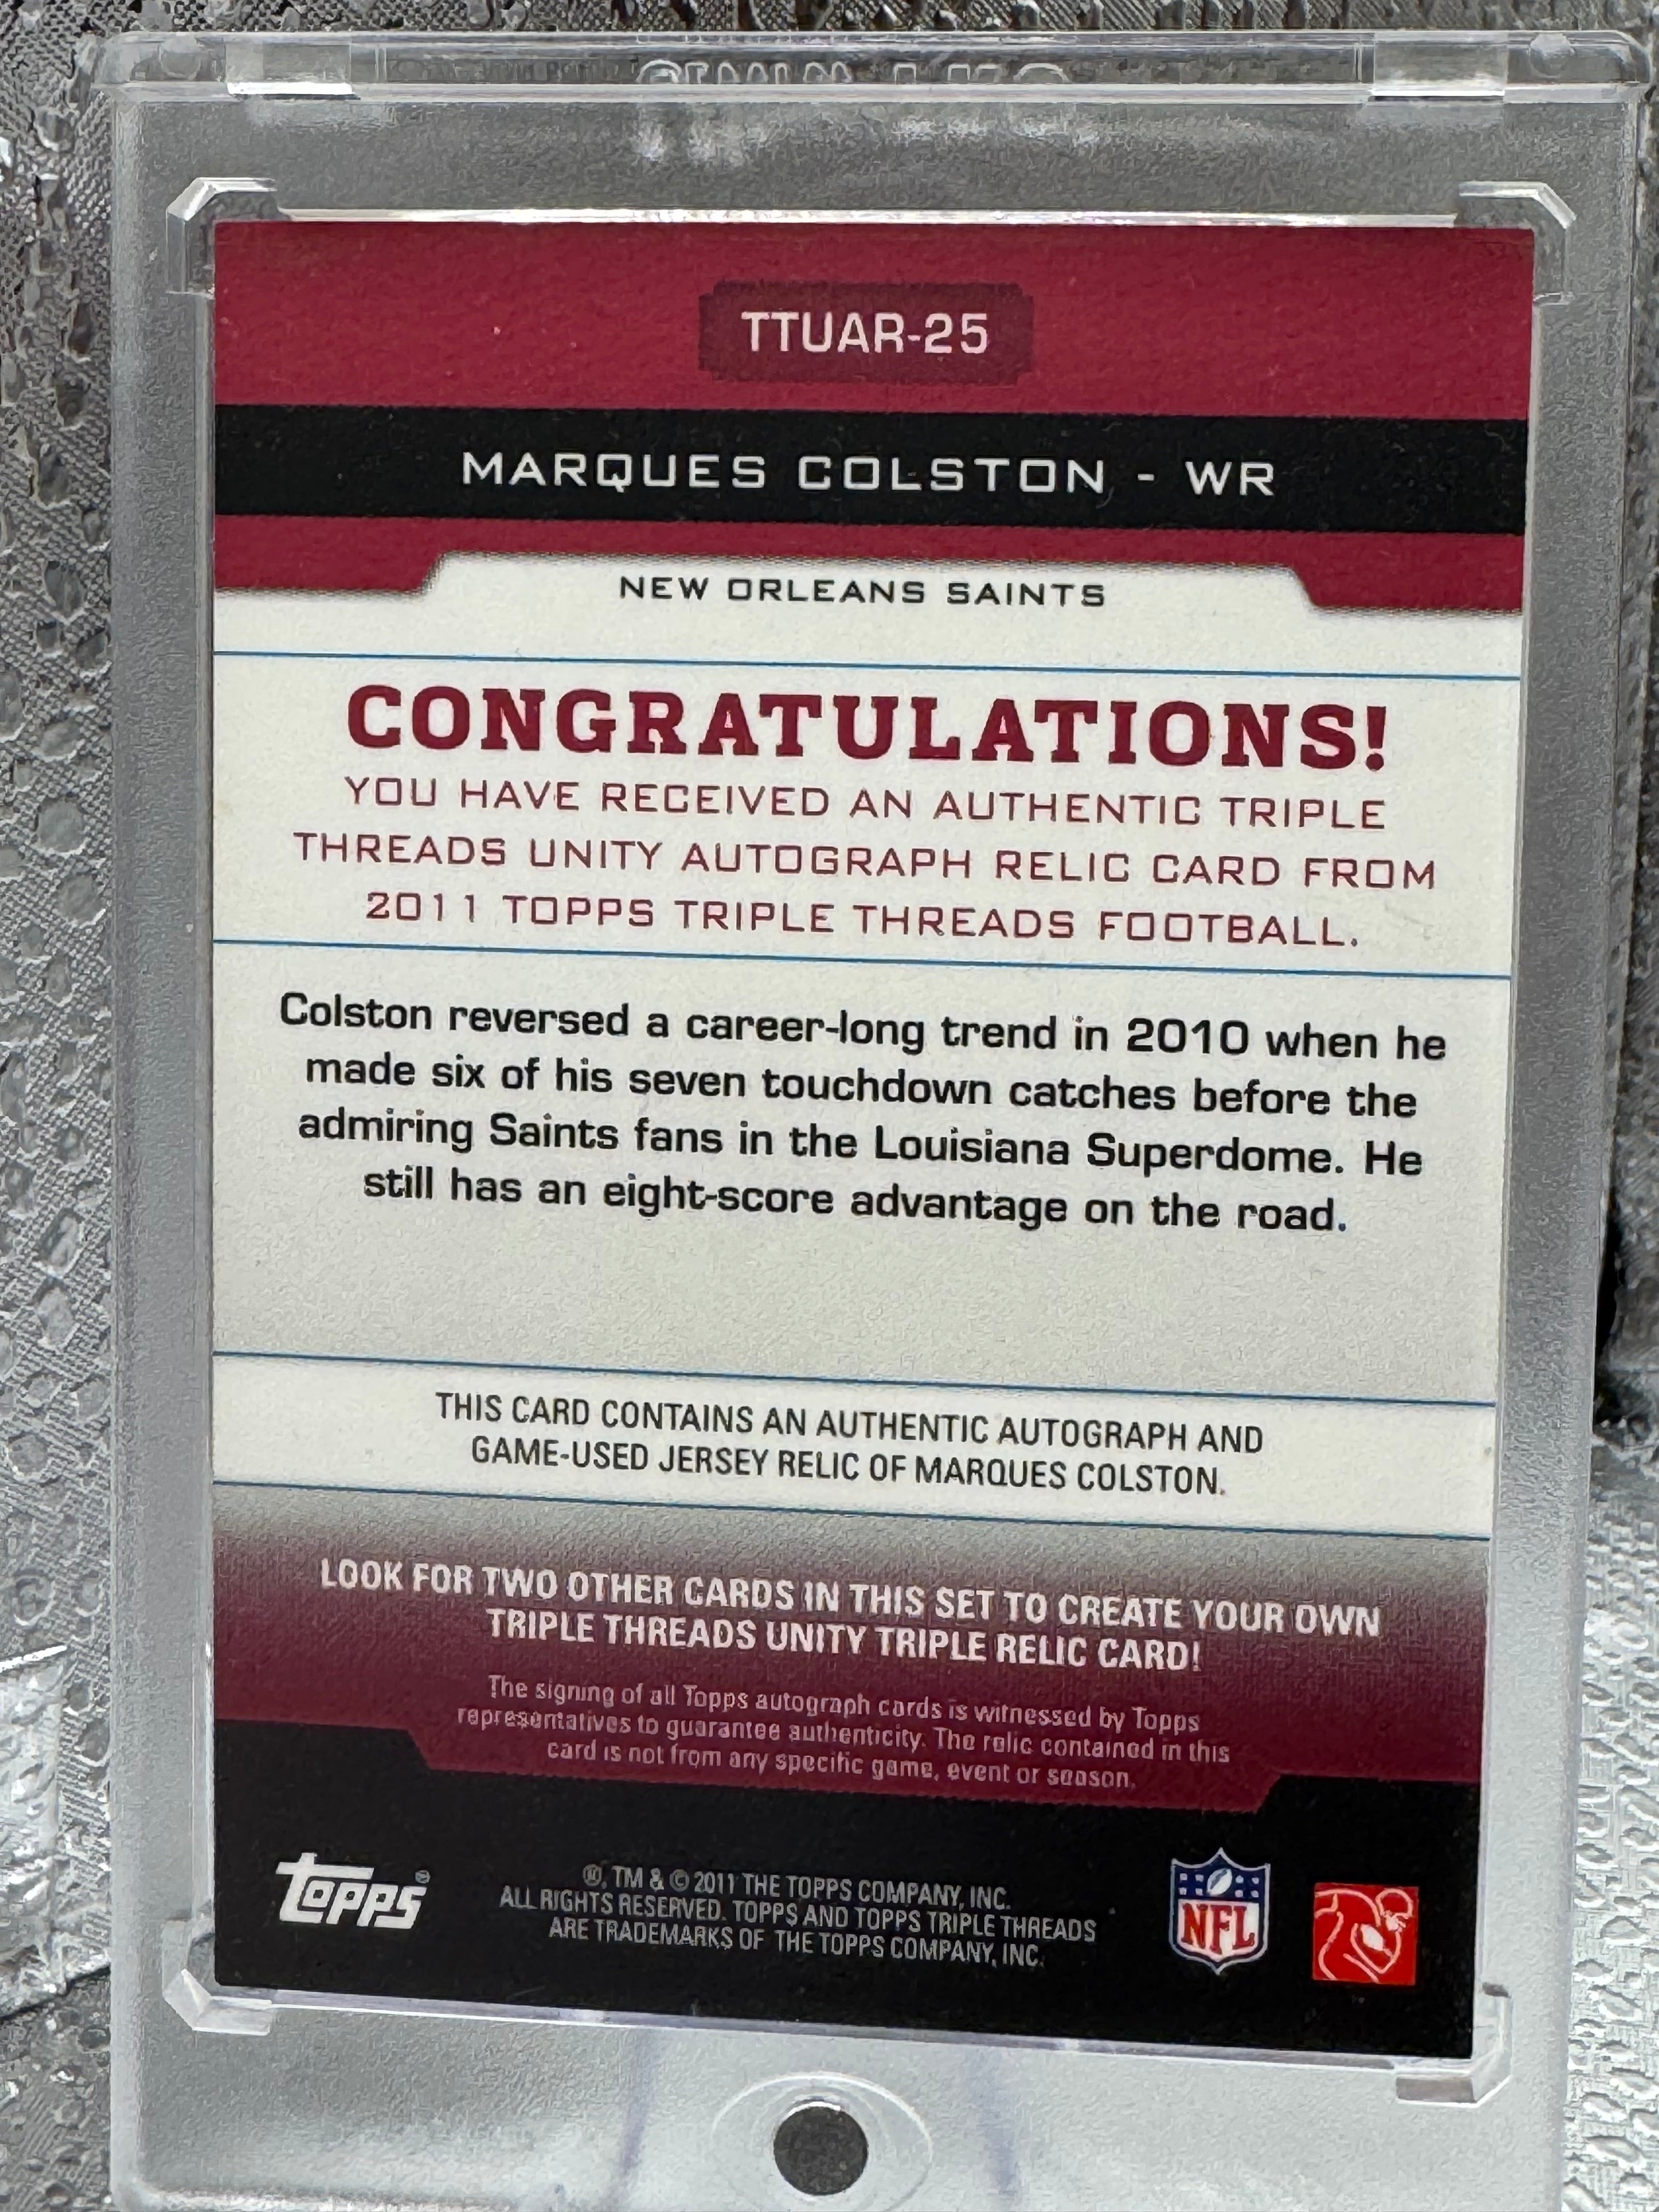 TTUAR-25
MARQUES COLSTON - WR
NEW ORLEANS SAINTS
CONGRATULATIONS!
YOU HAVE RECEIVED AN AUTHENTIC TRIPLE
THREADS UNITY AUTOGRAPH RELIC CARD FROM
2011 TOPPS TRIPLE THREADS FOOTBALL.
Colston reversed a career-long trend in 2010 when he
made six of his seven touchdown catches before the
admiring Saints fans in the Louisiana Superdome. He
still has an eight-score advantage on the road.
THIS CARD CONTAINS AN AUTHENTIC AUTOGRAPH AND
GAME-USED JERSEY RELIC OF MARQUES COLSTON.
LOOK FOR TWO OTHER CARDS IN THIS SET TO CREATE YOUR OWN
TRIPLE THREADS UNITY TRIPLE RELIC CARD!
The signing of all Topps autograph cards is witnessed by Topps
representatives to guarantee authenticity. The relic contained in this
card is not from any specific game, event or season.
TOPPS®
®, TM & © 2011 THE TOPPS COMPANY, INC.
ALL RIGHTS RESERVED. TOPPS AND TOPPS TRIPLE THREADS
ARE TRADEMARKS OF THE TOPPS COMPANY, INC.
NFL